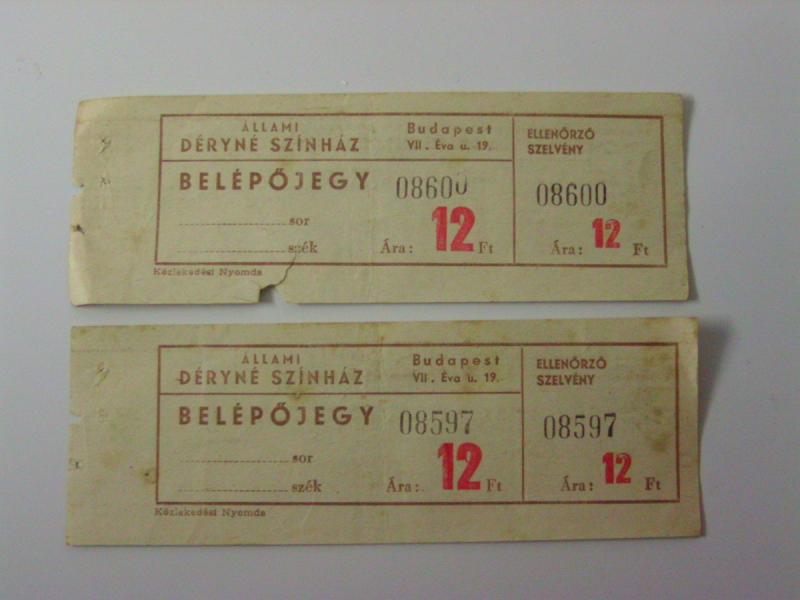 ÁLLAMI
DÉRYNÉ SZÍNHÁZ
Budapest
VII. Éva u. 19.
BELÉPŐJEGY
08600
sor
szék
Ára: 12 Ft
Közlekedési Nyomda
ELLENŐRZŐ
SZELVÉNY
08600
Ára: 12 Ft
ÁLLAMI
DÉRYNÉ SZÍNHÁZ
Budapest
VII. Éva u. 19.
BELÉPŐJEGY
08597
sor
szék
Ára: 12 Ft
Közlekedési Nyomda
ELLENŐRZŐ
SZELVÉNY
08597
Ára: 12 Ft